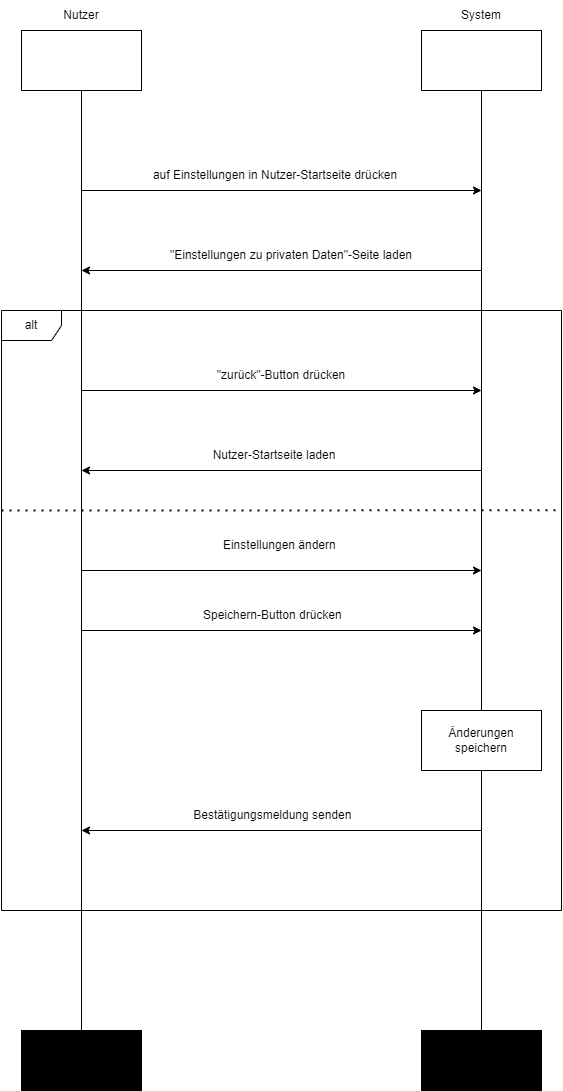 Nutzer
System
auf Einstellungen in Nutzer-Startseite drücken
"Einstellungen zu privaten Daten"-Seite laden
alt
"zurück"-Button drücken
Nutzer-Startseite laden
Einstellungen ändern
Speichern-Button drücken
Änderungen
speichern
Bestätigungsmeldung senden